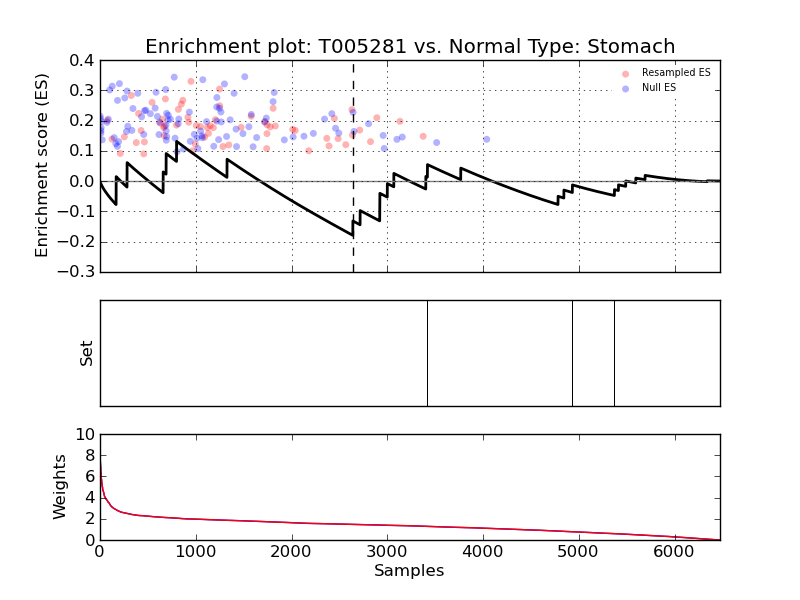 Enrichment plot: T005281 vs. Normal Type: Stomach
Enrichment score (ES)
0.4
0.3
0.2
0.1
0.0
−0.1
−0.2
−0.3
Resampled ES
Null ES
Set
Weights
10
8
6
4
2
0
0 1000 2000 3000 4000 5000 6000
Samples